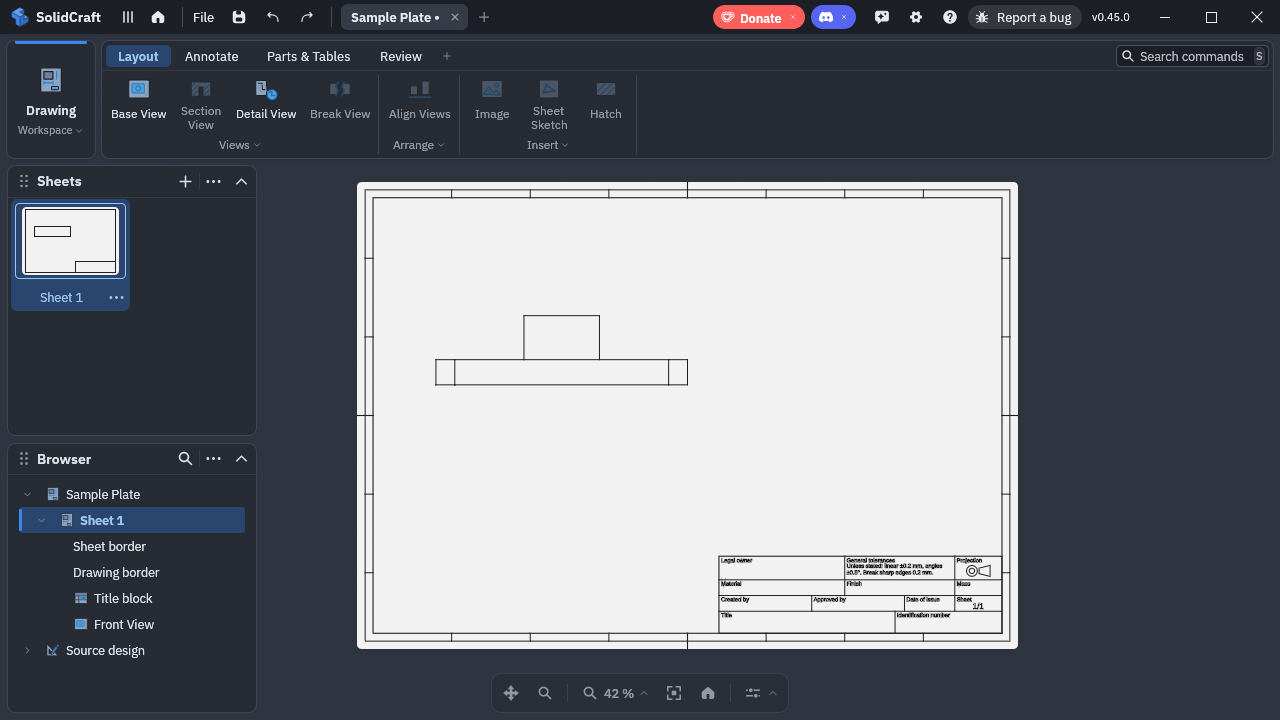 SolidCraft
File
Sample Plate •
Donate
Report a bug
v0.45.0
Drawing
Workspace
Layout
Annotate
Parts & Tables
Review
Search commands
S
Base View
Section View
Detail View
Break View
Views
Align Views
Arrange
Image
Sheet Sketch
Hatch
Insert
Sheets
Sheet 1
Browser
Sample Plate
Sheet 1
Sheet border
Drawing border
Title block
Front View
Source design
Legal owner
General tolerances
Unless stated: linear ±0.2 mm, angles
±0.5°. Break sharp edges 0.2 mm.
Projection
Material
Finish
Mass
Created by
Approved by
Date of issue
Sheet
1/1
Title
Identification number
42 %